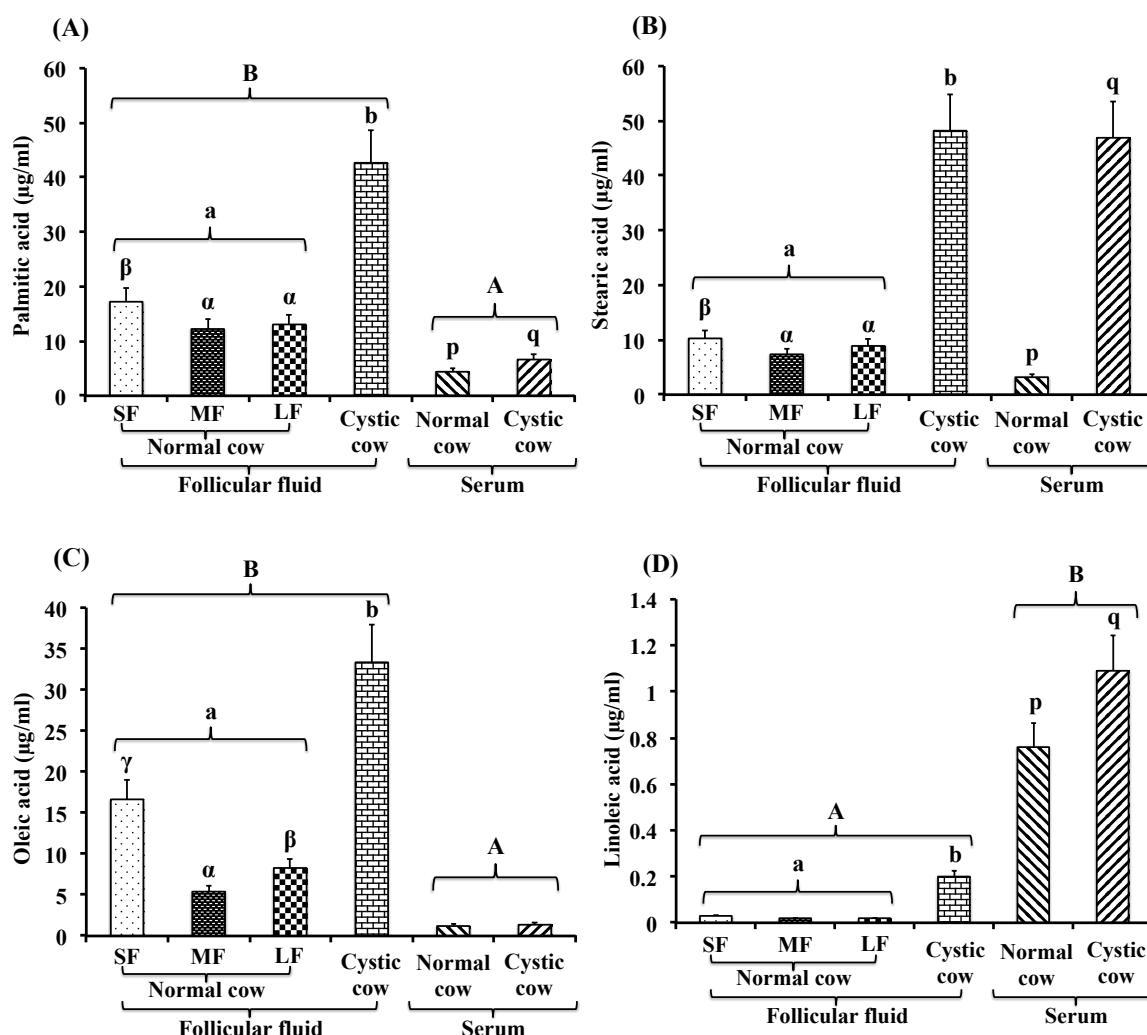 (A)
B
60
50
40
30
20
10
0
Palmitic acid (µg/ml)
b
a
β
α
α
A
p
q
SF MF LF Cystic cow Normal cow Cystic cow
Normal cow
Follicular fluid Serum
(B)
60
50
40
30
20
10
0
Stearic acid (µg/ml)
b
q
a
β
α
α
p
SF MF LF Cystic cow Normal cow Cystic cow
Normal cow
Follicular fluid Serum
(C)
B
40
35
30
25
20
15
10
5
0
Oleic acid (µg/ml)
b
a
γ
α
β
A
SF MF LF Cystic cow Normal cow Cystic cow
Normal cow
Follicular fluid Serum
(D)
B
1.4
1.2
1
0.8
0.6
0.4
0.2
0
Linoleic acid (µg/ml)
q
p
A
b
a
SF MF LF Cystic cow Normal cow Cystic cow
Normal cow
Follicular fluid Serum